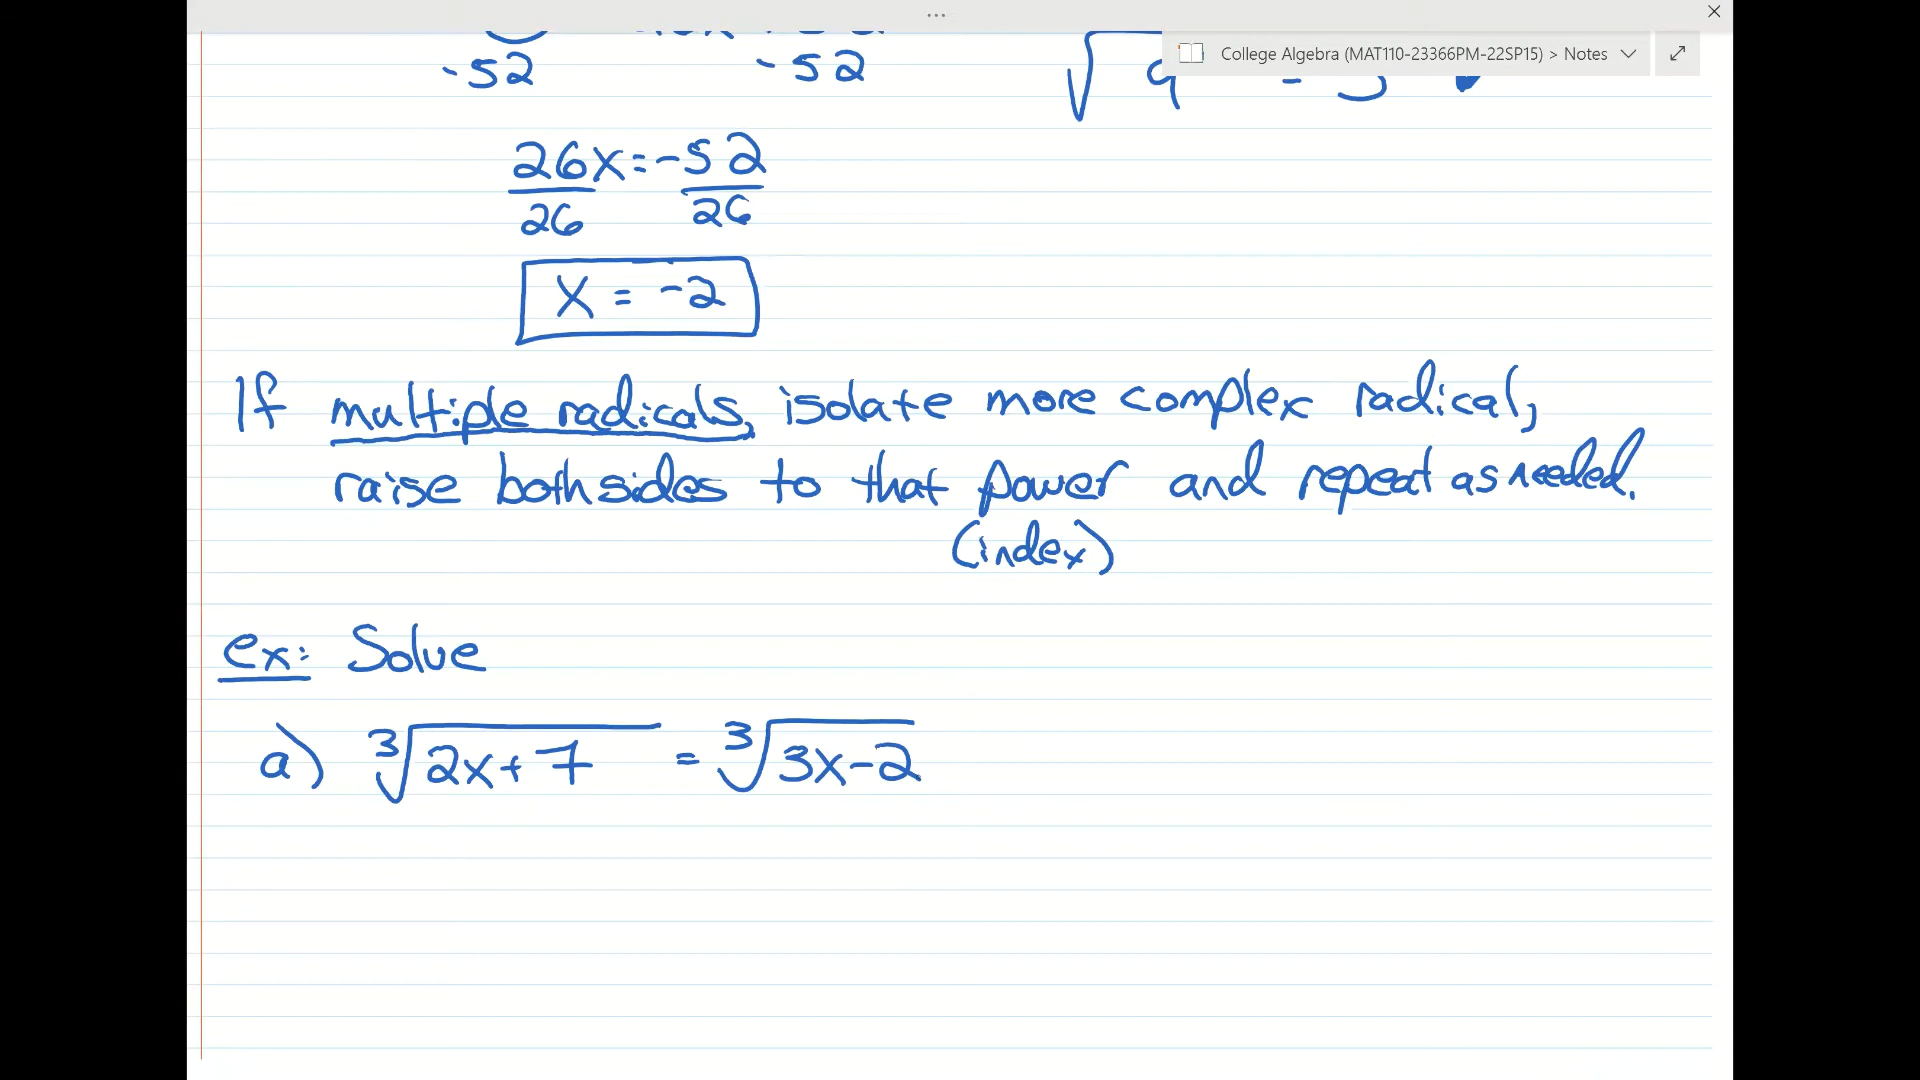 College Algebra (MAT110-23366PM-22SP15) > Notes
-52 -52
26x = -52
26 26
x = -2
If multiple radicals, isolate more complex radical,
raise both sides to that power and repeat as needed.
(index)
ex: Solve
a) ∛2x+7 = ∛3x-2